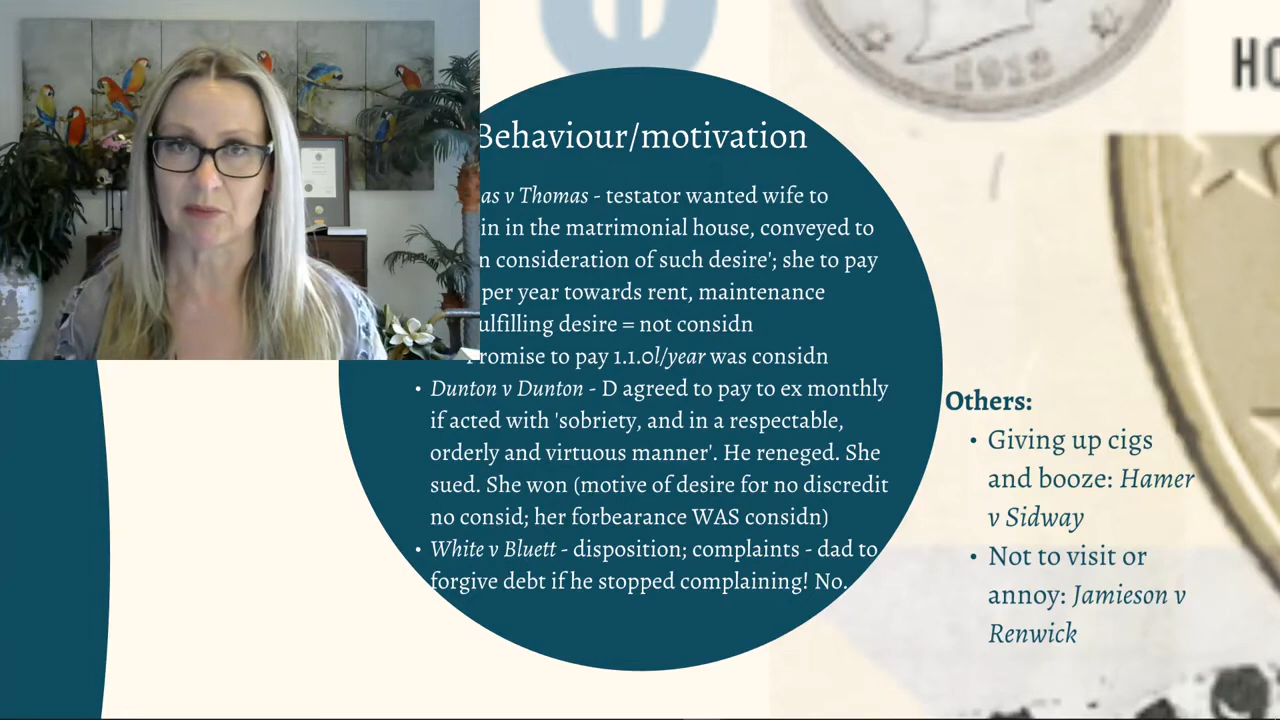 HO
1912
Behaviour/motivation
as v Thomas - testator wanted wife to
in in the matrimonial house, conveyed to
n consideration of such desire'; she to pay
per year towards rent, maintenance
ulfilling desire = not considn
Promise to pay 1.1.0l/year was considn
• Dunton v Dunton - D agreed to pay to ex monthly
if acted with 'sobriety, and in a respectable,
orderly and virtuous manner'. He reneged. She
sued. She won (motive of desire for no discredit
no consid; her forbearance WAS considn)
• White v Bluett - disposition; complaints - dad to
forgive debt if he stopped complaining! No.
Others:
• Giving up cigs
and booze: Hamer
v Sidway
• Not to visit or
annoy: Jamieson v
Renwick